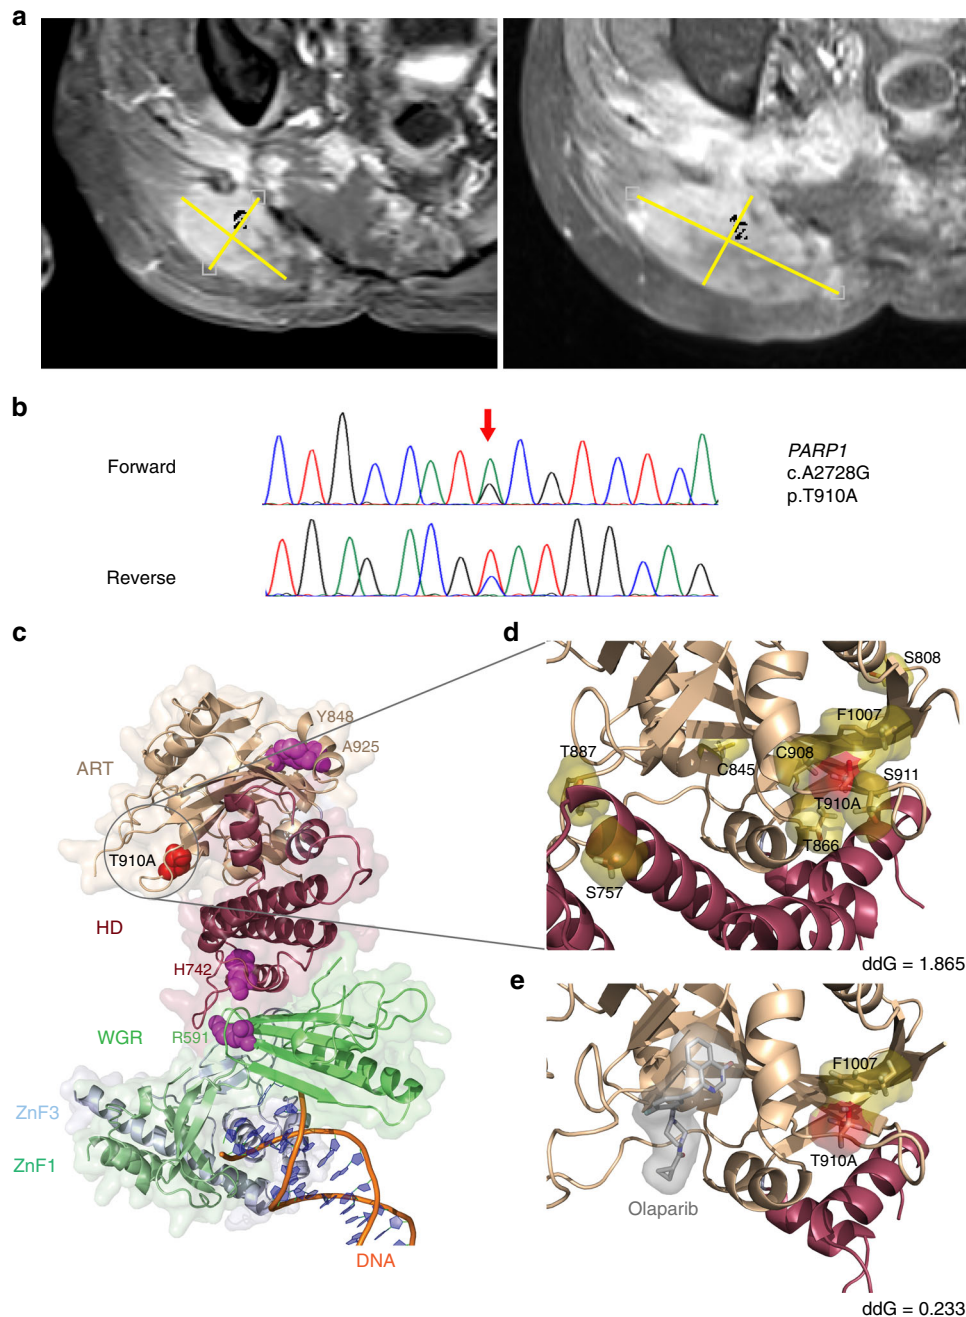 a
b
Forward
PARP1
c.A2728G
p.T910A
Reverse
c
Y848
A925
ART
T910A
HD
H742
WGR
R591
ZnF3
ZnF1
DNA
d
S808
F1007
T887
C845
C908
S911
T910A
T866
S757
ddG = 1.865
e
F1007
T910A
Olaparib
ddG = 0.233